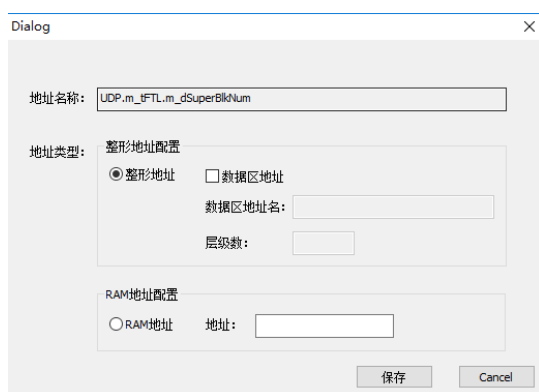 Dialog
地址名称： UDP.m_tFTL.m_dSuperBlkNum
地址类型： 整形地址配置
整形地址 数据区地址
数据区地址名：
层级数：
RAM地址配置
RAM地址 地址：
保存 Cancel